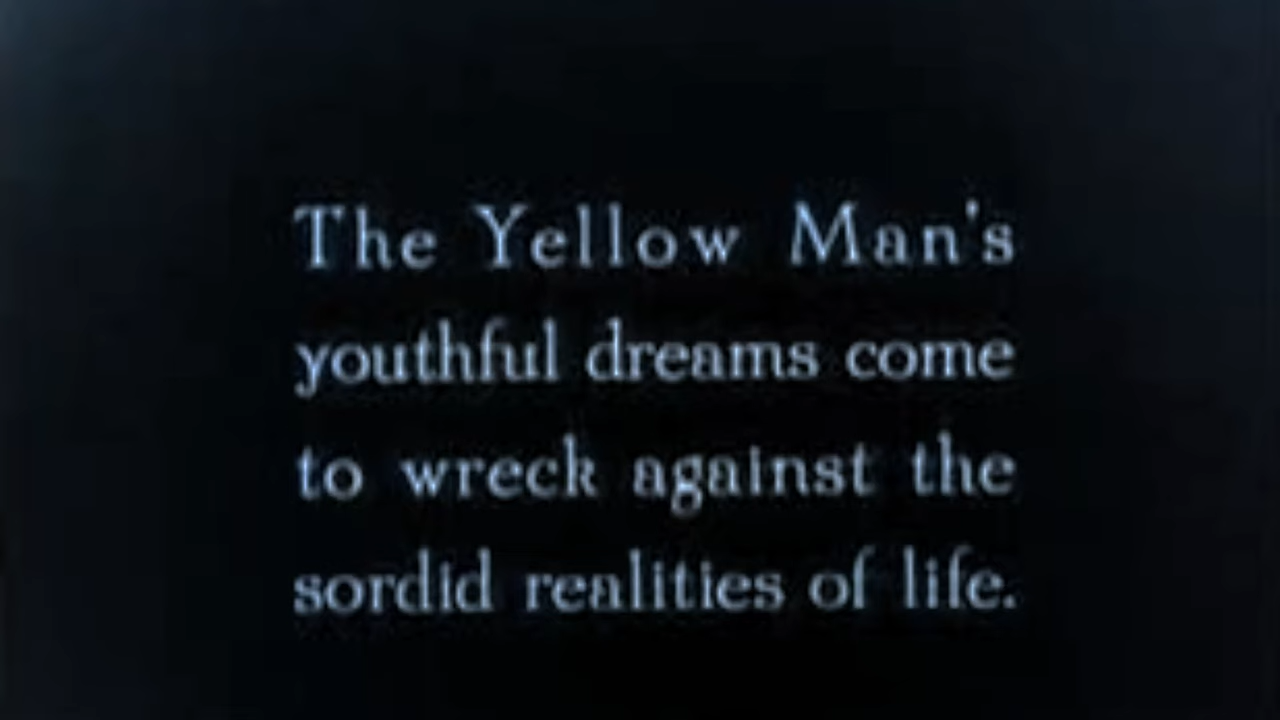 The Yellow Man's
youthful dreams come
to wreck against the
sordid realities of life.